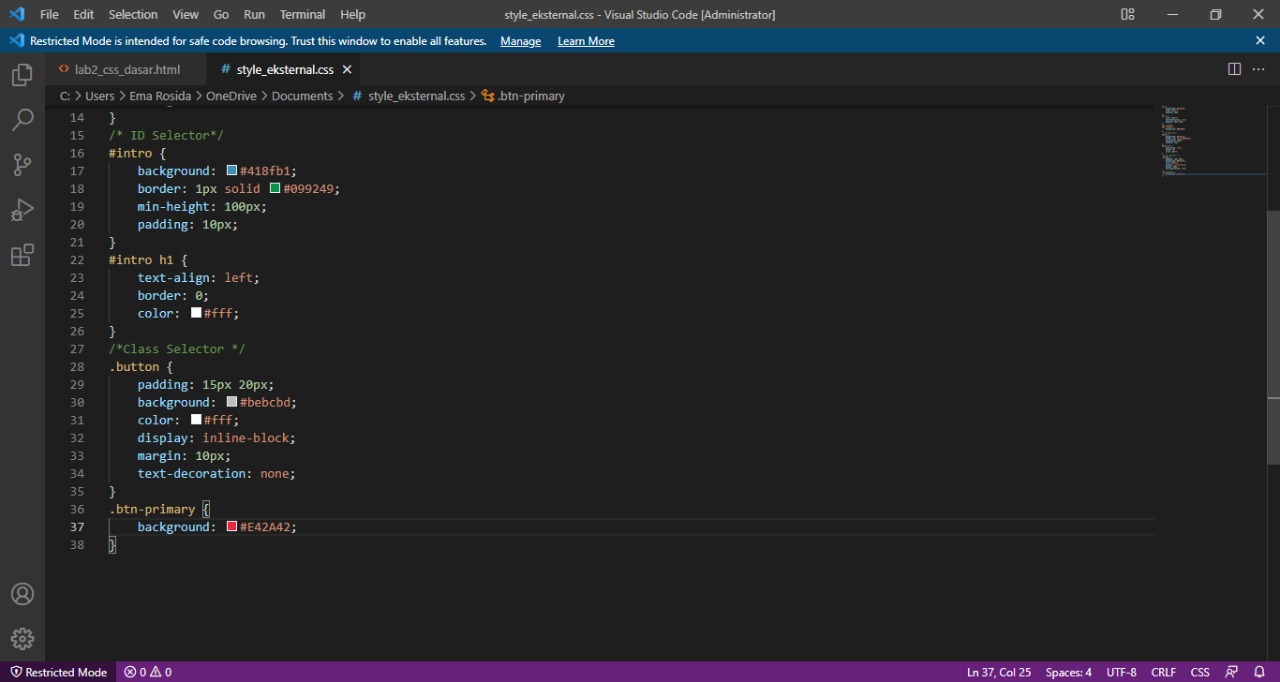 File Edit Selection View Go Run Terminal Help style_eksternal.css - Visual Studio Code [Administrator]
Restricted Mode is intended for safe code browsing. Trust this window to enable all features. Manage Learn More
<> lab2_css_dasar.html # style_eksternal.css
C: > Users > Ema Rosida > OneDrive > Documents > # style_eksternal.css > .btn-primary
14 }
15 /* ID Selector*/
16 #intro {
17 background: #418fb1;
18 border: 1px solid #099249;
19 min-height: 100px;
20 padding: 10px;
21 }
22 #intro h1 {
23 text-align: left;
24 border: 0;
25 color: #fff;
26 }
27 /*Class Selector */
28 .button {
29 padding: 15px 20px;
30 background: #bebcbd;
31 color: #fff;
32 display: inline-block;
33 margin: 10px;
34 text-decoration: none;
35 }
36 .btn-primary {
37 background: #E42A42;
38 }
Restricted Mode 0 0 Ln 37, Col 25 Spaces: 4 UTF-8 CRLF CSS